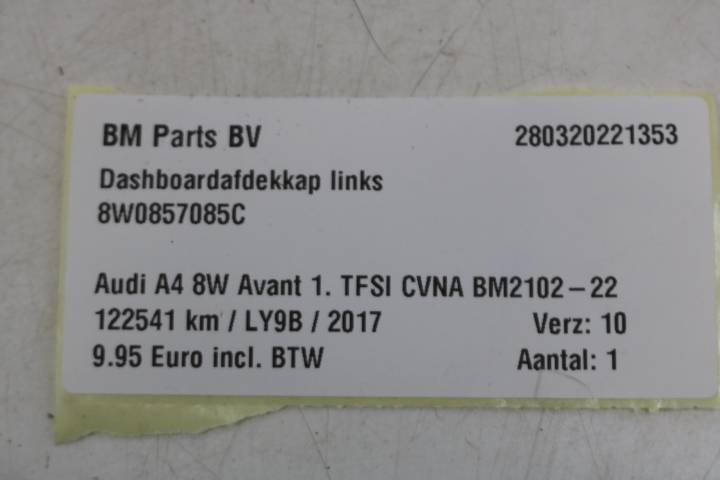 BM Parts BV 280320221353
Dashboardafdekkap links
8W0857085C
Audi A4 8W Avant 1. TFSI CVNA BM2102-22
122541 km / LY9B / 2017 Verz: 10
9.95 Euro incl. BTW Aantal: 1